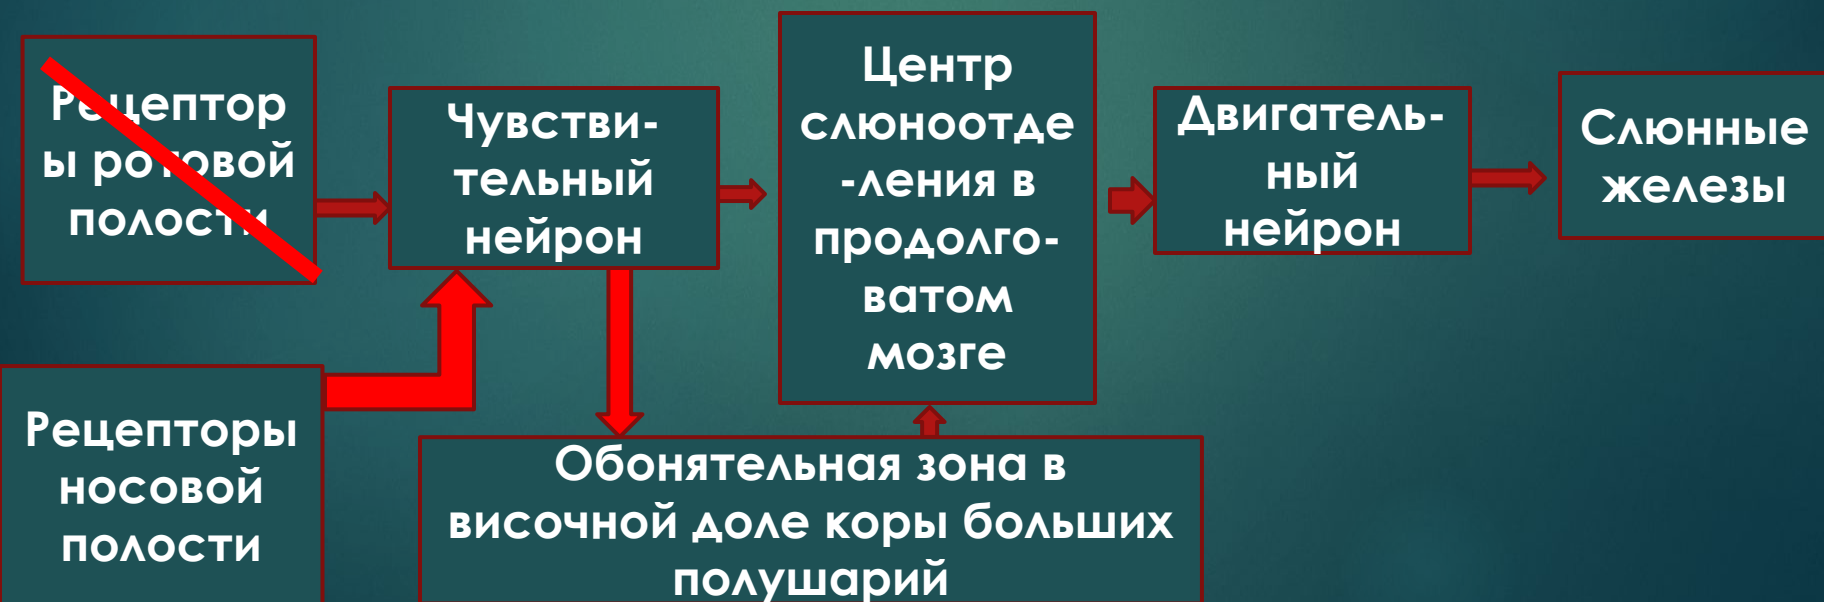 Рецептор
ы ротовой
полости
Чувстви-
тельный
нейрон
Центр
слюноотде
-ления в
продолго-
ватом
мозге
Двигатель-
ный
нейрон
Слюнные
железы
Рецепторы
носовой
полости
Обонятельная зона в
височной доле коры больших
полушарий